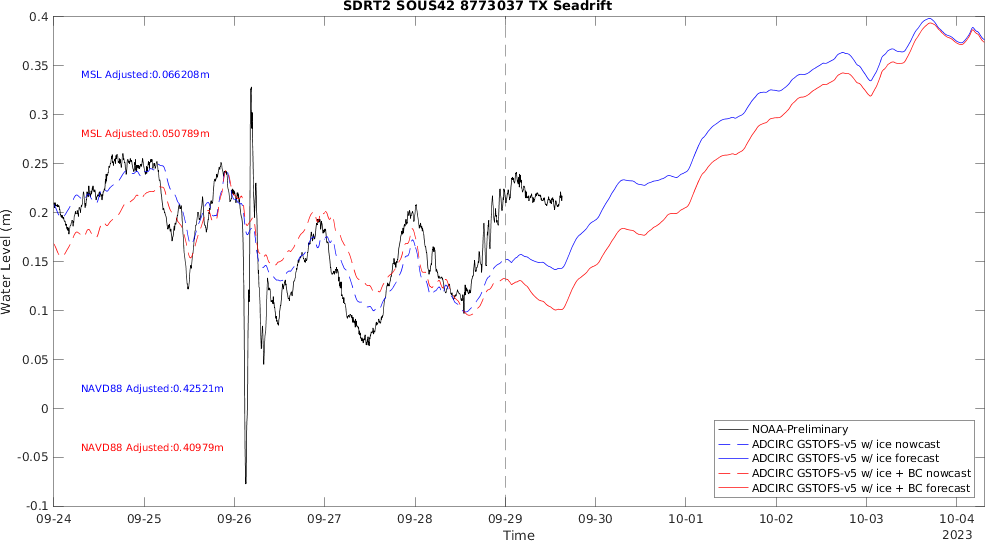 SDRT2 SOUS42 8773037 TX Seadrift
0.4
0.35
0.3
0.25
0.2
0.15
0.1
0.05
0
-0.05
-0.1
Water Level (m)
MSL Adjusted:0.066208m
MSL Adjusted:0.050789m
NAVD88 Adjusted:0.42521m
NAVD88 Adjusted:0.40979m
NOAA-Preliminary
ADCIRC GSTOFS-v5 w/ ice nowcast
ADCIRC GSTOFS-v5 w/ ice forecast
ADCIRC GSTOFS-v5 w/ ice + BC nowcast
ADCIRC GSTOFS-v5 w/ ice + BC forecast
09-24 09-25 09-26 09-27 09-28 09-29 09-30 10-01 10-02 10-03 10-04
Time
2023